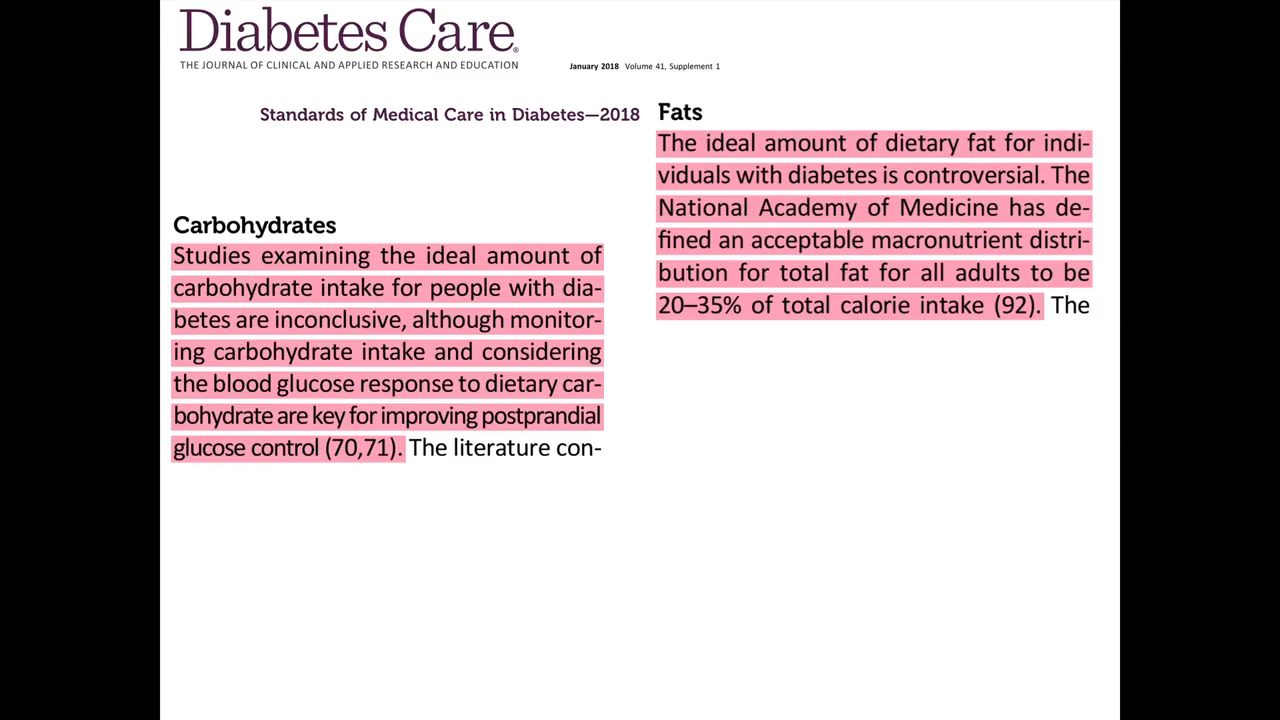 Diabetes Care®
THE JOURNAL OF CLINICAL AND APPLIED RESEARCH AND EDUCATION
January 2018 Volume 41, Supplement 1
Standards of Medical Care in Diabetes—2018
Carbohydrates
Studies examining the ideal amount of
carbohydrate intake for people with dia-
betes are inconclusive, although monitor-
ing carbohydrate intake and considering
the blood glucose response to dietary car-
bohydrate are key for improving postprandial
glucose control (70,71). The literature con-
Fats
The ideal amount of dietary fat for indi-
viduals with diabetes is controversial. The
National Academy of Medicine has de-
fined an acceptable macronutrient distri-
bution for total fat for all adults to be
20–35% of total calorie intake (92). The